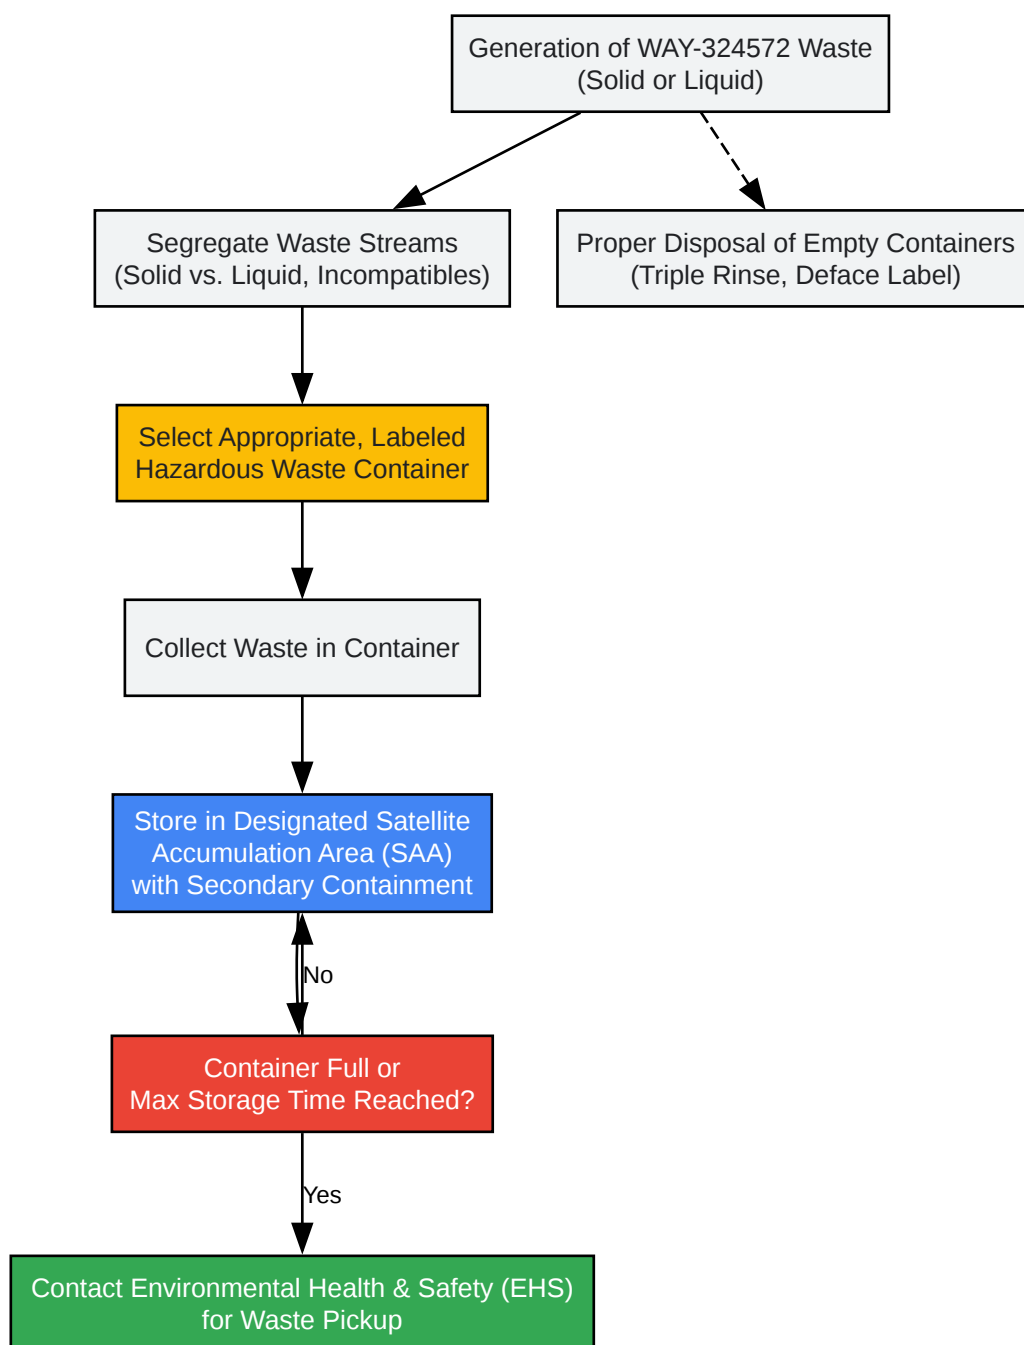 Generation of WAY-324572 Waste
(Solid or Liquid)
Segregate Waste Streams
(Solid vs. Liquid, Incompatibles)
Proper Disposal of Empty Containers
(Triple Rinse, Deface Label)
Select Appropriate, Labeled
Hazardous Waste Container
Collect Waste in Container
Store in Designated Satellite
Accumulation Area (SAA)
with Secondary Containment
No
Container Full or
Max Storage Time Reached?
Yes
Contact Environmental Health & Safety (EHS)
for Waste Pickup